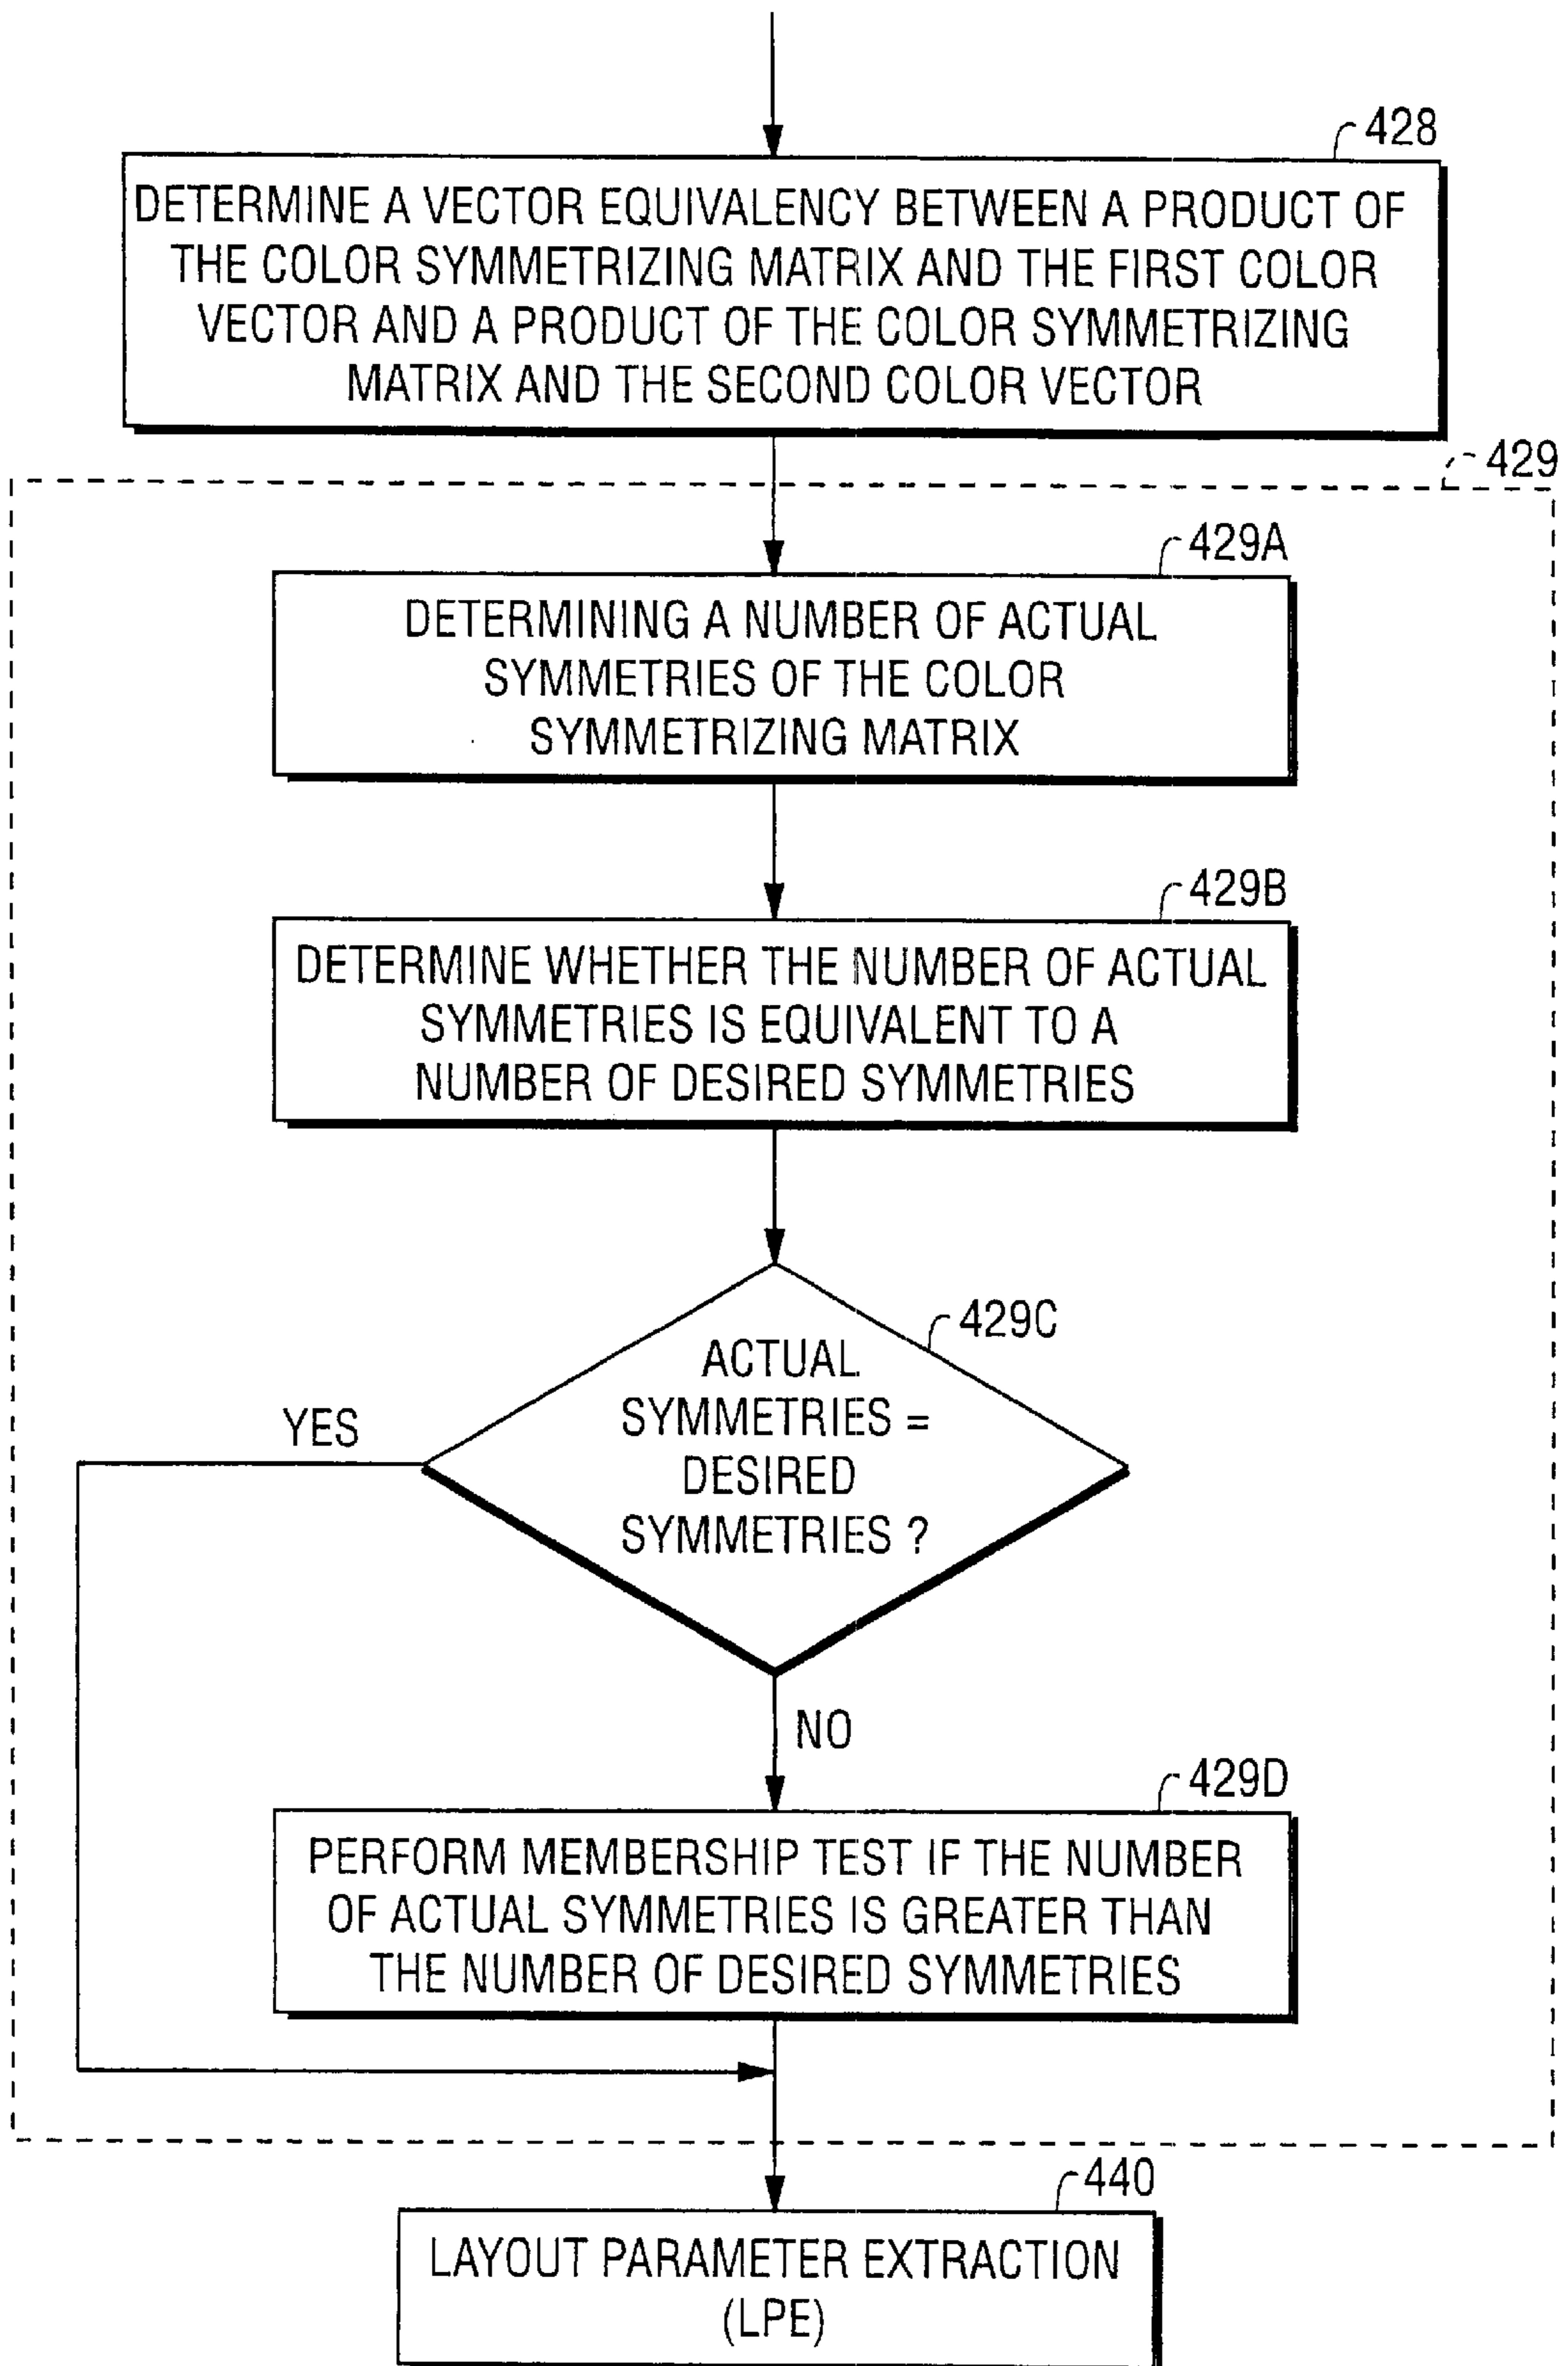 428
DETERMINE A VECTOR EQUIVALENCY BETWEEN A PRODUCT OF
THE COLOR SYMMETRIZING MATRIX AND THE FIRST COLOR
VECTOR AND A PRODUCT OF THE COLOR SYMMETRIZING
MATRIX AND THE SECOND COLOR VECTOR
429
429A
DETERMINING A NUMBER OF ACTUAL
SYMMETRIES OF THE COLOR
SYMMETRIZING MATRIX
429B
DETERMINE WHETHER THE NUMBER OF ACTUAL
SYMMETRIES IS EQUIVALENT TO A
NUMBER OF DESIRED SYMMETRIES
429C
ACTUAL
SYMMETRIES =
DESIRED
SYMMETRIES ?
YES
NO
429D
PERFORM MEMBERSHIP TEST IF THE NUMBER
OF ACTUAL SYMMETRIES IS GREATER THAN
THE NUMBER OF DESIRED SYMMETRIES
440
LAYOUT PARAMETER EXTRACTION
(LPE)